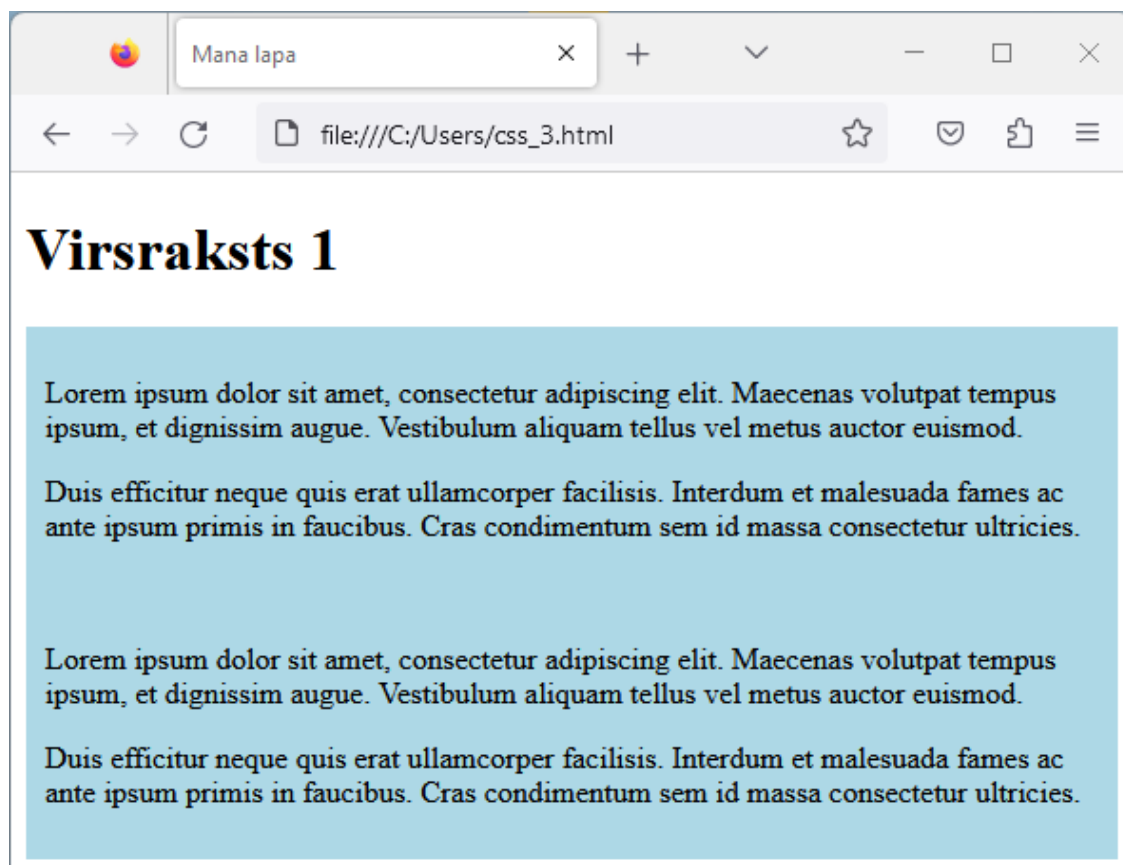 Mana lapa
file:///C:/Users/css_3.html
Virsraksts 1
Lorem ipsum dolor sit amet, consectetur adipiscing elit. Maecenas volutpat tempus
ipsum, et dignissim augue. Vestibulum aliquam tellus vel metus auctor euismod.
Duis efficitur neque quis erat ullamcorper facilisis. Interdum et malesuada fames ac
ante ipsum primis in faucibus. Cras condimentum sem id massa consectetur ultricies.
Lorem ipsum dolor sit amet, consectetur adipiscing elit. Maecenas volutpat tempus
ipsum, et dignissim augue. Vestibulum aliquam tellus vel metus auctor euismod.
Duis efficitur neque quis erat ullamcorper facilisis. Interdum et malesuada fames ac
ante ipsum primis in faucibus. Cras condimentum sem id massa consectetur ultricies.